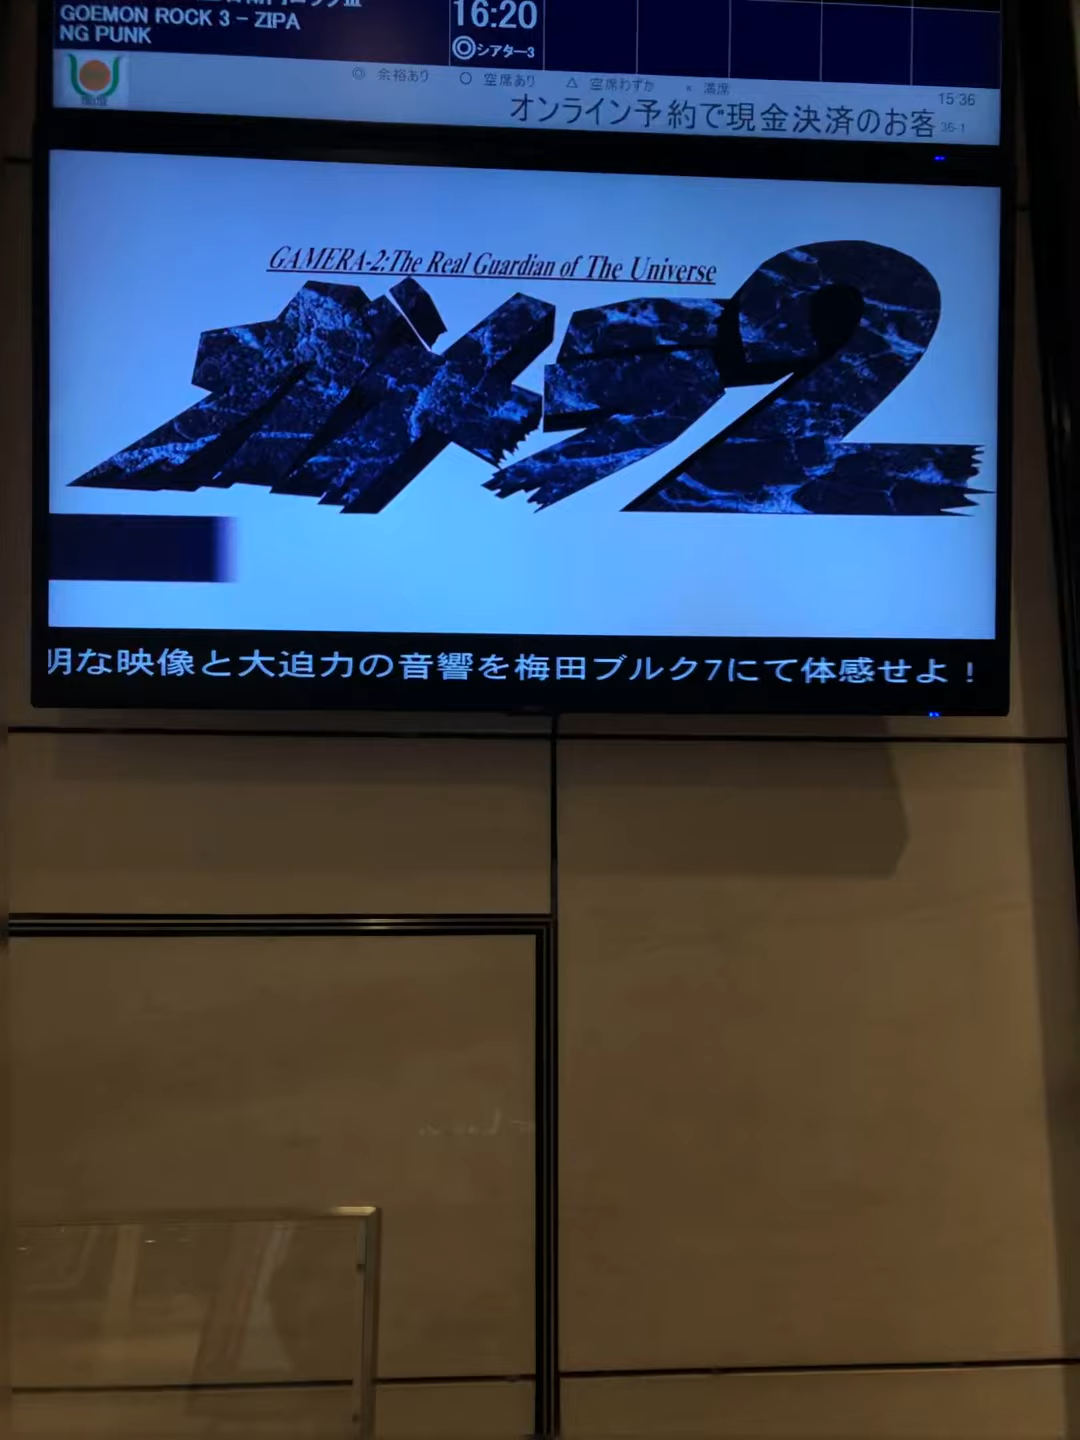 GOEMON ROCK 3 - ZIPA
NG PUNK
16:20
◎シアター3
◎ 余裕あり ○ 空席あり △ 空席わずか × 満席
15:36
オンライン予約で現金決済のお客
36-1
GAMERA-2:The Real Guardian of The Universe
ガメラ2
明な映像と大迫力の音響を梅田ブルク7にて体感せよ！